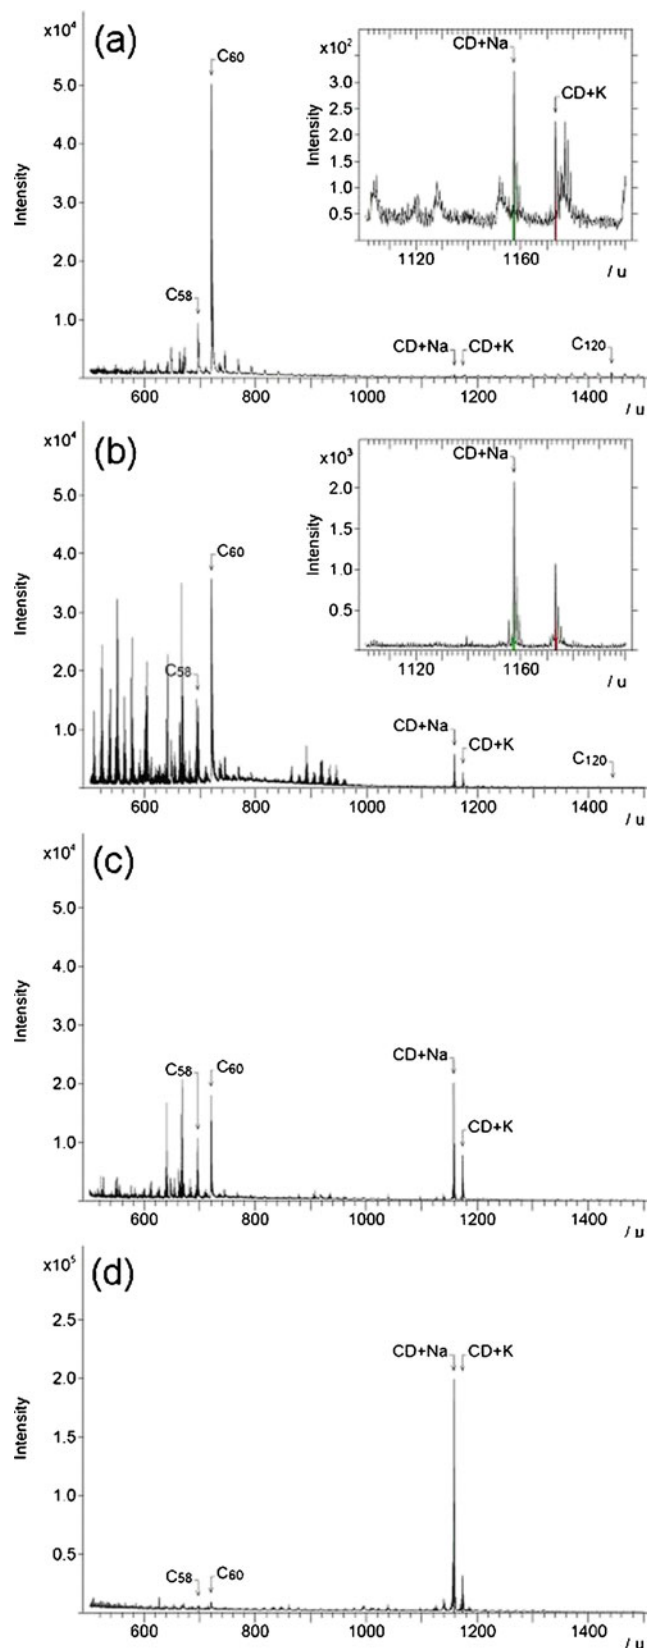 (a)
x10⁴
5.0
4.0
3.0
2.0
1.0
Intensity
C₆₀
C₅₈
CD+Na
CD+K
C₁₂₀
600 800 1000 1200 1400
/ u
x10²
3.0
2.5
2.0
1.5
1.0
0.5
Intensity
CD+Na
CD+K
1120 1160
/ u
(b)
x10⁴
5.0
4.0
3.0
2.0
1.0
Intensity
C₆₀
C₅₈
CD+Na
CD+K
C₁₂₀
600 800 1000 1200 1400
/ u
x10³
2.0
1.5
1.0
0.5
Intensity
CD+Na
1120 1160
/ u
(c)
x10⁴
5.0
4.0
3.0
2.0
1.0
Intensity
C₅₈
C₆₀
CD+Na
CD+K
600 800 1000 1200 1400
/ u
(d)
x10⁵
2.5
2.0
1.5
1.0
0.5
Intensity
CD+Na
CD+K
C₅₈
C₆₀
600 800 1000 1200 1400
/ u